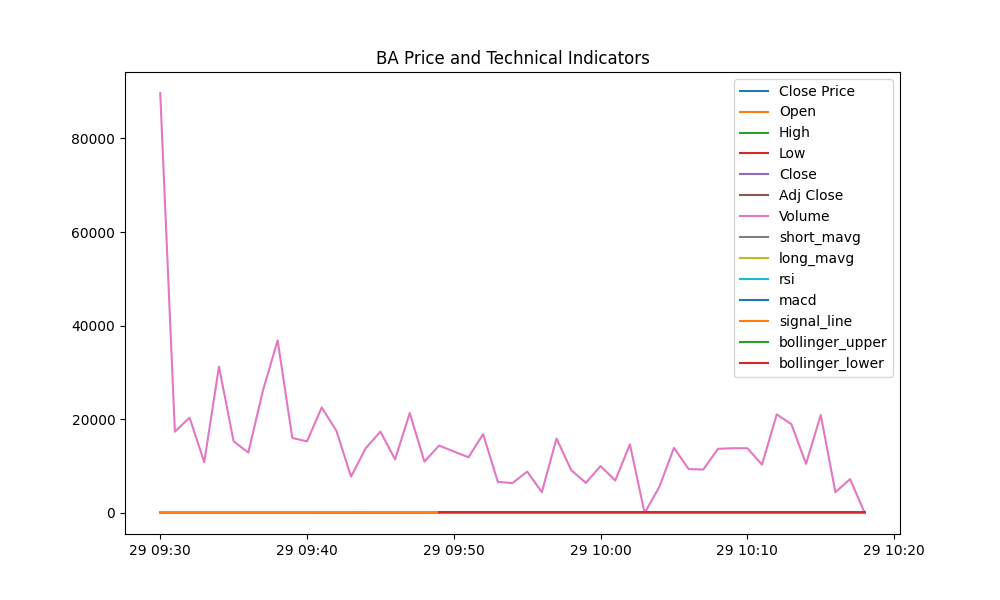 BA Price and Technical Indicators
Close Price
Open
High
Low
Close
Adj Close
Volume
short_mavg
long_mavg
rsi
macd
signal_line
bollinger_upper
bollinger_lower
80000
60000
40000
20000
0
29 09:30 29 09:40 29 09:50 29 10:00 29 10:10 29 10:20